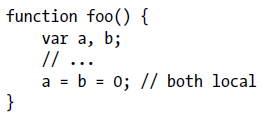 function foo() {
    var a, b;
    // ...
    a = b = 0; // both local
}